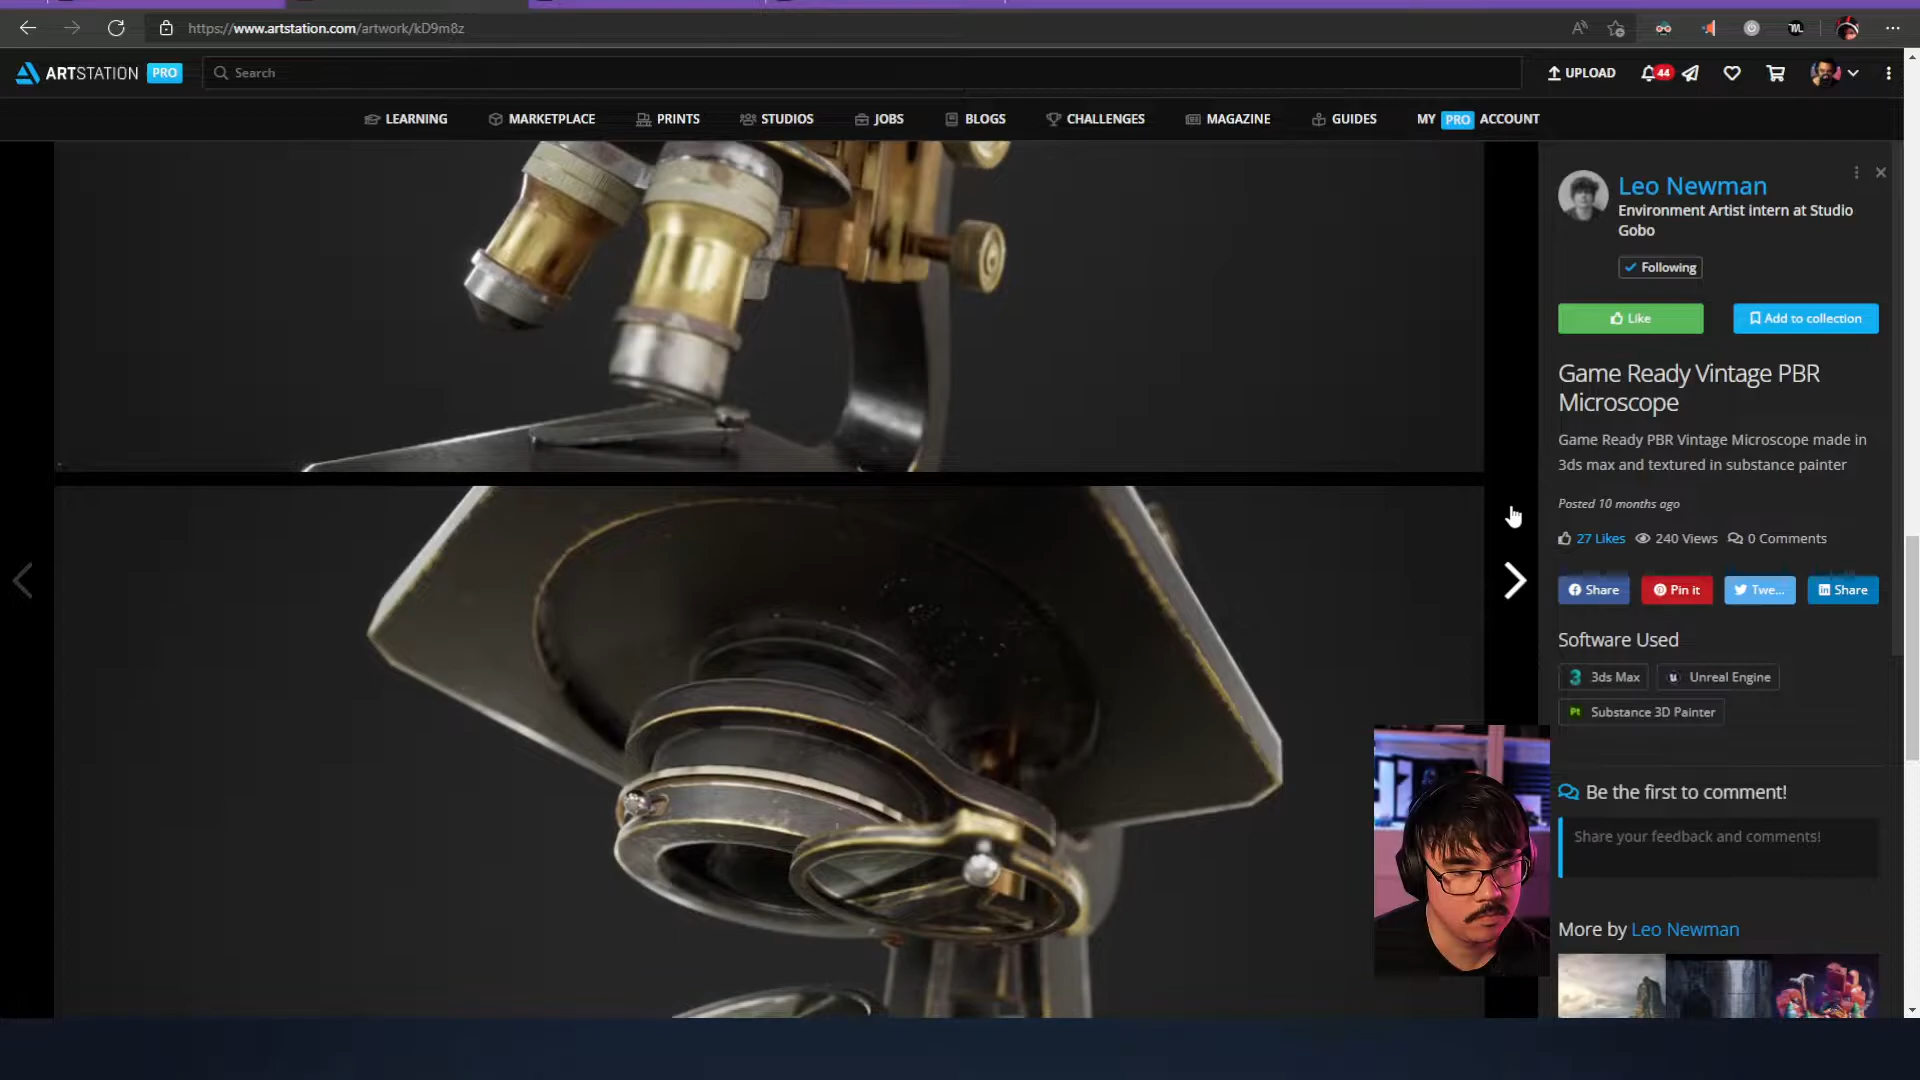 https://www.artstation.com/artwork/kD9m8z
ARTSTATION PRO
Search
UPLOAD
44
LEARNING
MARKETPLACE
PRINTS
STUDIOS
JOBS
BLOGS
CHALLENGES
MAGAZINE
GUIDES
MY PRO ACCOUNT
Leo Newman
Environment Artist intern at Studio
Gobo
Following
Like
Add to collection
Game Ready Vintage PBR
Microscope
Game Ready PBR Vintage Microscope made in
3ds max and textured in substance painter
Posted 10 months ago
27 Likes 240 Views 0 Comments
Share
Pin it
Twe...
Share
Software Used
3 3ds Max
u Unreal Engine
Pt Substance 3D Painter
Be the first to comment!
Share your feedback and comments!
More by Leo Newman